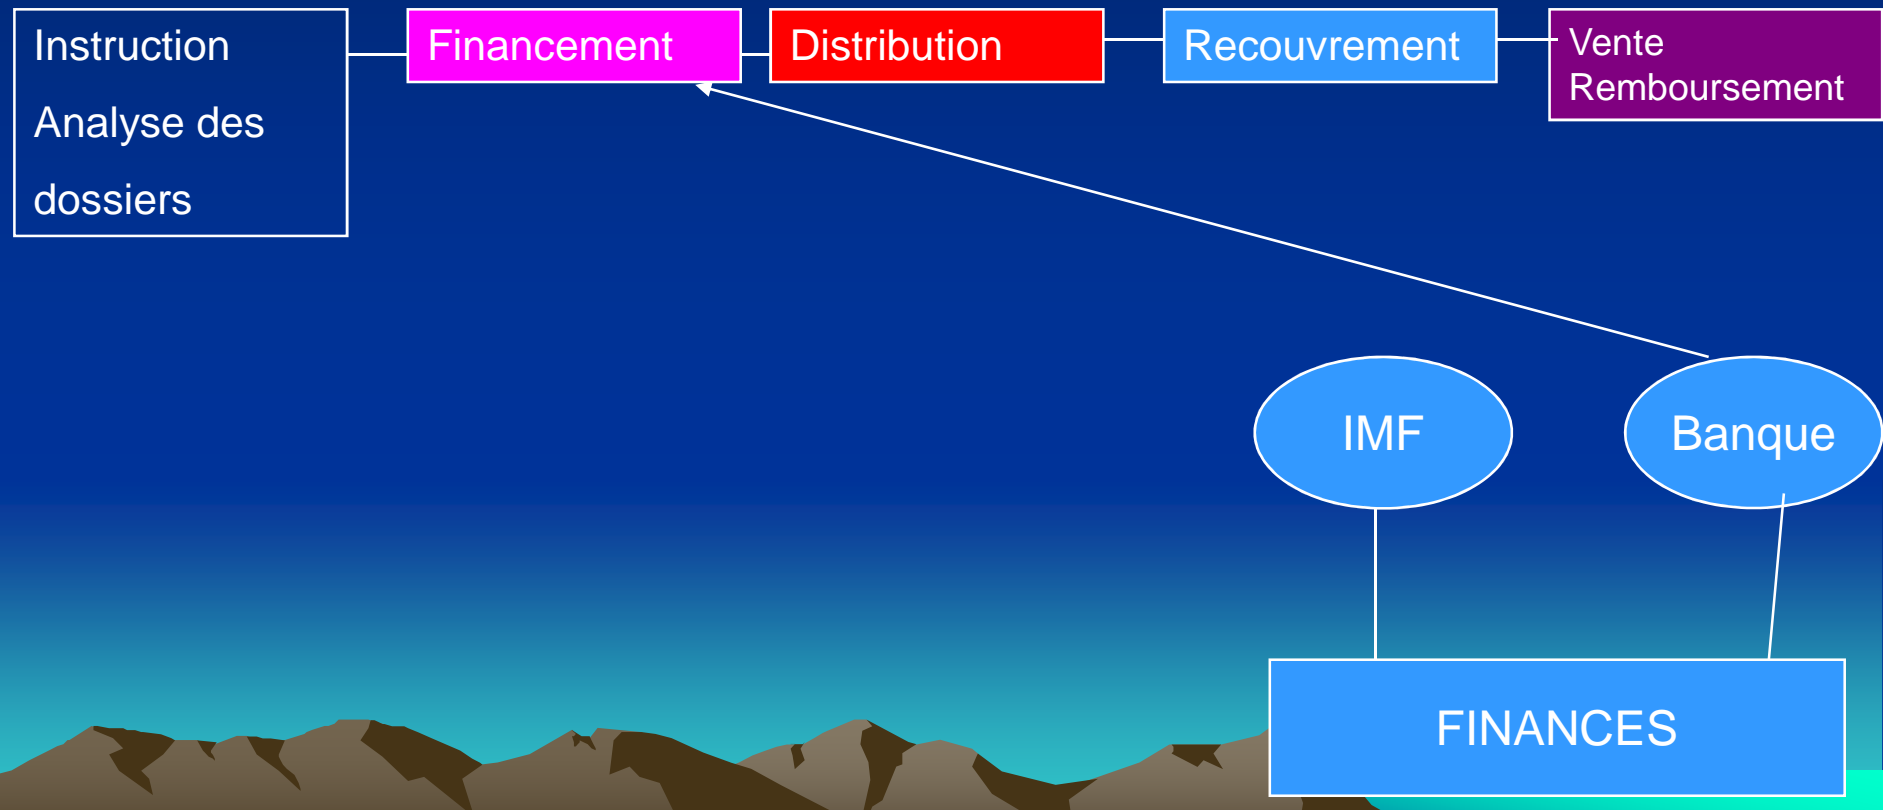 Instruction
Analyse des
dossiers
Financement
Distribution
Recouvrement
Vente
Remboursement
IMF
Banque
FINANCES